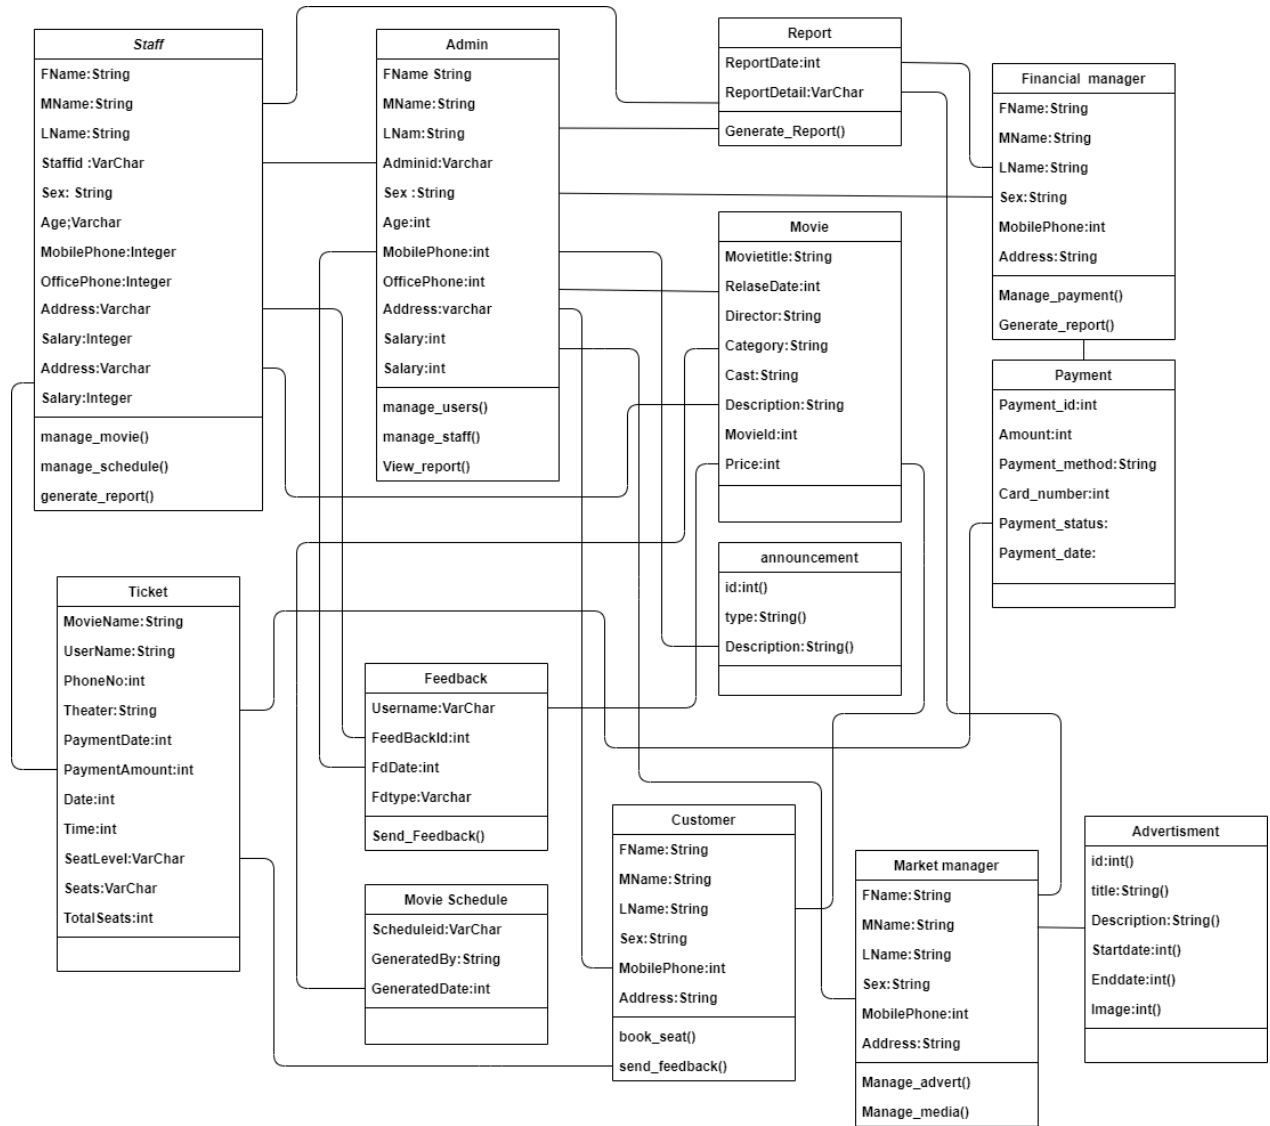 Staff
FName:String
MName:String
LName:String
Staffid :VarChar
Sex: String
Age;Varchar
MobilePhone:Integer
OfficePhone:Integer
Address:Varchar
Salary:Integer
Address:Varchar
Salary:Integer
manage_movie()
manage_schedule()
generate_report()
Admin
FName String
MName:String
LNam:String
Adminid:Varchar
Sex :String
Age:int
MobilePhone:int
OfficePhone:int
Address:varchar
Salary:int
Salary:int
manage_users()
manage_staff()
View_report()
Report
ReportDate:int
ReportDetail:VarChar
Generate_Report()
Financial manager
FName:String
MName:String
LName:String
Sex:String
MobilePhone:int
Address:String
Manage_payment()
Generate_report()
Movie
Movietitle:String
RelaseDate:int
Director:String
Category:String
Cast:String
Description:String
MovieId:int
Price:int
Payment
Payment_id:int
Amount:int
Payment_method:String
Card_number:int
Payment_status:
Payment_date:
announcement
id:int()
type:String()
Description:String()
Ticket
MovieName:String
UserName:String
PhoneNo:int
Theater:String
PaymentDate:int
PaymentAmount:int
Date:int
Time:int
SeatLevel:VarChar
Seats:VarChar
TotalSeats:int
Feedback
Username:VarChar
FeedBackId:int
FdDate:int
Fdtype:Varchar
Send_Feedback()
Movie Schedule
Scheduleid:VarChar
GeneratedBy:String
GeneratedDate:int
Customer
FName:String
MName:String
LName:String
Sex:String
MobilePhone:int
Address:String
book_seat()
send_feedback()
Market manager
FName:String
MName:String
LName:String
Sex:String
MobilePhone:int
Address:String
Manage_advert()
Manage_media()
Advertisment
id:int()
title:String()
Description:String()
Startdate:int()
Enddate:int()
Image:int()